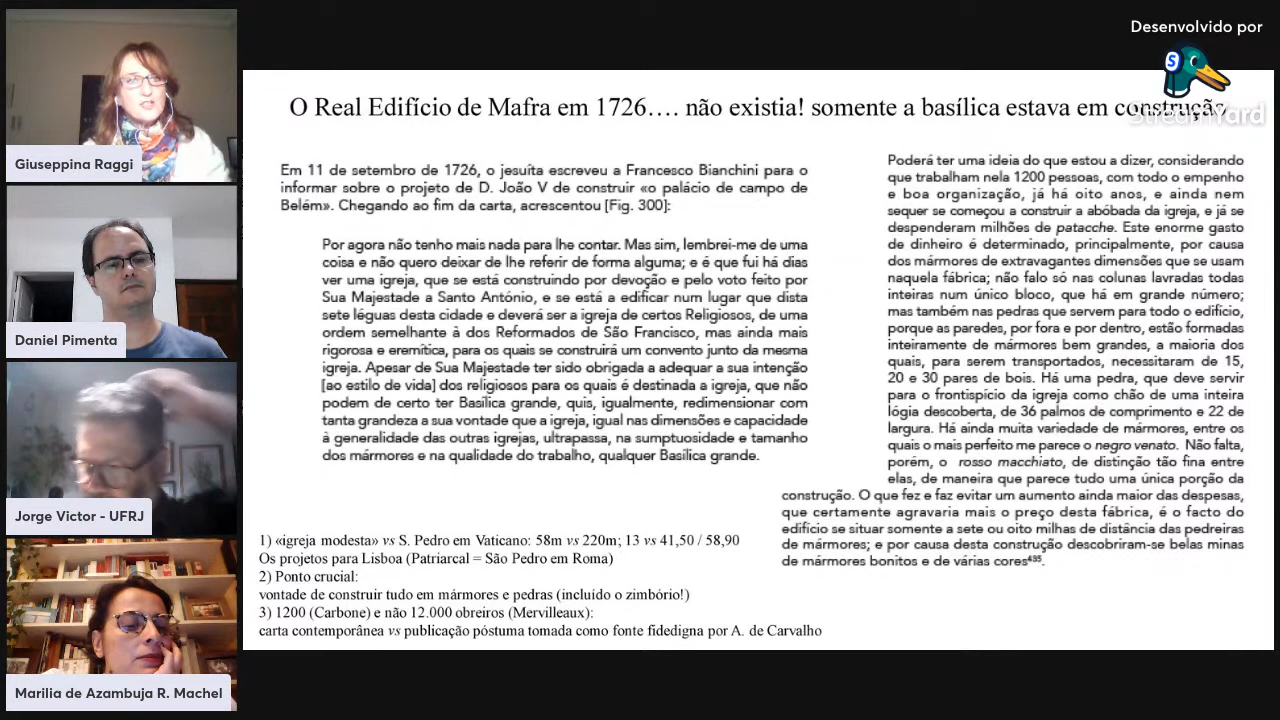 Desenvolvido por
StreamYard
O Real Edifício de Mafra em 1726…. não existia! somente a basílica estava em construção
Em 11 de setembro de 1726, o jesuíta escreveu a Francesco Bianchini para o
informar sobre o projeto de D. João V de construir «o palácio de campo de
Belém». Chegando ao fim da carta, acrescentou [Fig. 300]:
Por agora não tenho mais nada para lhe contar. Mas sim, lembrei-me de uma
coisa e não quero deixar de lhe referir de forma alguma; e é que fui há dias
ver uma igreja, que se está construindo por devoção e pelo voto feito por
Sua Majestade a Santo António, e se está a edificar num lugar que dista
sete léguas desta cidade e deverá ser a igreja de certos Religiosos, de uma
ordem semelhante à dos Reformados de São Francisco, mas ainda mais
rigorosa e eremítica, para os quais se construirá um convento junto da mesma
igreja. Apesar de Sua Majestade ter sido obrigada a adequar a sua intenção
[ao estilo de vida] dos religiosos para os quais é destinada a igreja, que não
podem de certo ter Basílica grande, quis, igualmente, redimensionar com
tanta grandeza a sua vontade que a igreja, igual nas dimensões e capacidade
à generalidade das outras igrejas, ultrapassa, na sumptuosidade e tamanho
dos mármores e na qualidade do trabalho, qualquer Basílica grande.
Poderá ter uma ideia do que estou a dizer, considerando
que trabalham nela 1200 pessoas, com todo o empenho
e boa organização, já há oito anos, e ainda nem
sequer se começou a construir a abóbada da igreja, e já se
despenderam milhões de patacche. Este enorme gasto
de dinheiro é determinado, principalmente, por causa
dos mármores de extravagantes dimensões que se usam
naquela fábrica; não falo só nas colunas lavradas todas
inteiras num único bloco, que há em grande número;
mas também nas pedras que servem para todo o edifício,
porque as paredes, por fora e por dentro, estão formadas
inteiramente de mármores bem grandes, a maioria dos
quais, para serem transportados, necessitaram de 15,
20 e 30 pares de bois. Há uma pedra, que deve servir
para o frontispício da igreja como chão de uma inteira
lógia descoberta, de 36 palmos de comprimento e 22 de
largura. Há ainda muita variedade de mármores, entre os
quais o mais perfeito me parece o negro venato. Não falta,
porém, o rosso macchiato, de distinção tão fina entre
elas, de maneira que parece tudo uma única porção da
construção. O que fez e faz evitar um aumento ainda maior das despesas,
que certamente agravaria mais o preço desta fábrica, é o facto do
edifício se situar somente a sete ou oito milhas de distância das pedreiras
de mármores; e por causa desta construção descobriram-se belas minas
de mármores bonitos e de várias cores⁴³⁵.
1) «igreja modesta» vs S. Pedro em Vaticano: 58m vs 220m; 13 vs 41,50 / 58,90
Os projetos para Lisboa (Patriarcal = São Pedro em Roma)
2) Ponto crucial:
vontade de construir tudo em mármores e pedras (incluído o zimbório!)
3) 1200 (Carbone) e não 12.000 obreiros (Mervilleaux):
carta contemporânea vs publicação póstuma tomada como fonte fidedigna por A. de Carvalho
Giuseppina Raggi
Daniel Pimenta
Jorge Victor - UFRJ
Marilia de Azambuja R. Machel